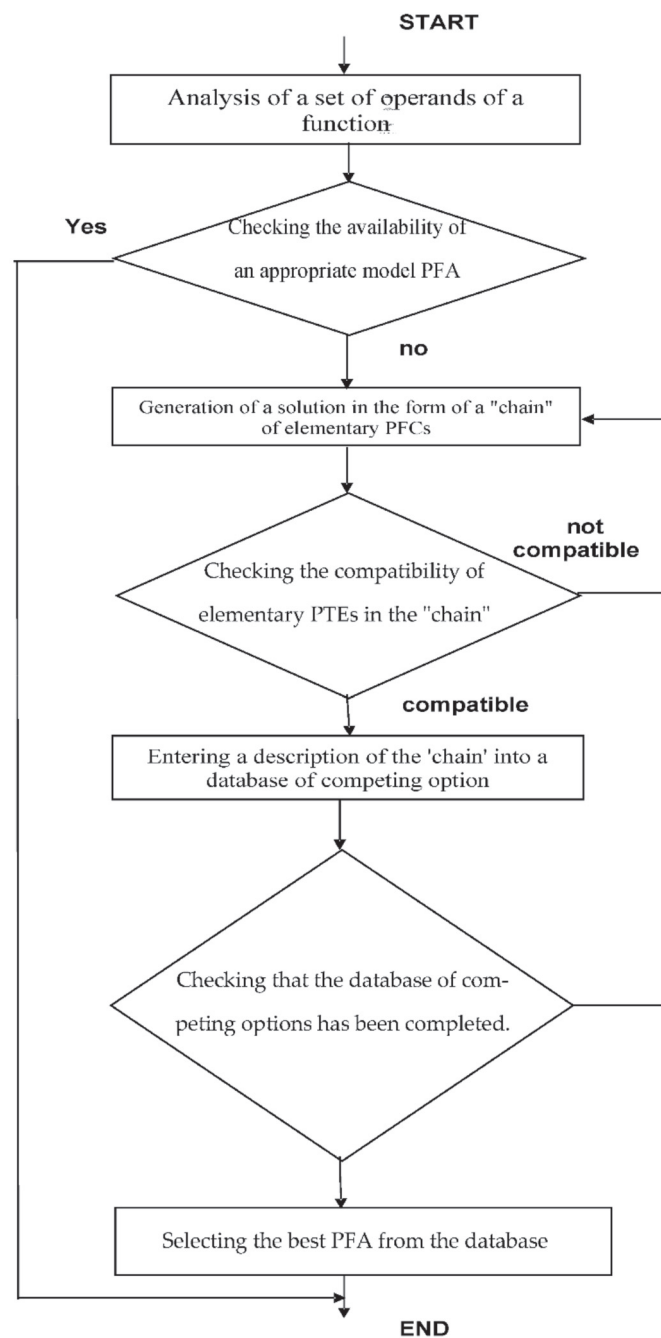 START
Analysis of a set of operands of a
function
Yes
Checking the availability of
an appropriate model PFA
no
Generation of a solution in the form of a "chain"
of elementary PFCs
not
compatible
Checking the compatibility of
elementary PTEs in the "chain"
compatible
Entering a description of the 'chain' into a
database of competing option
Checking that the database of com-
peting options has been completed.
Selecting the best PFA from the database
END